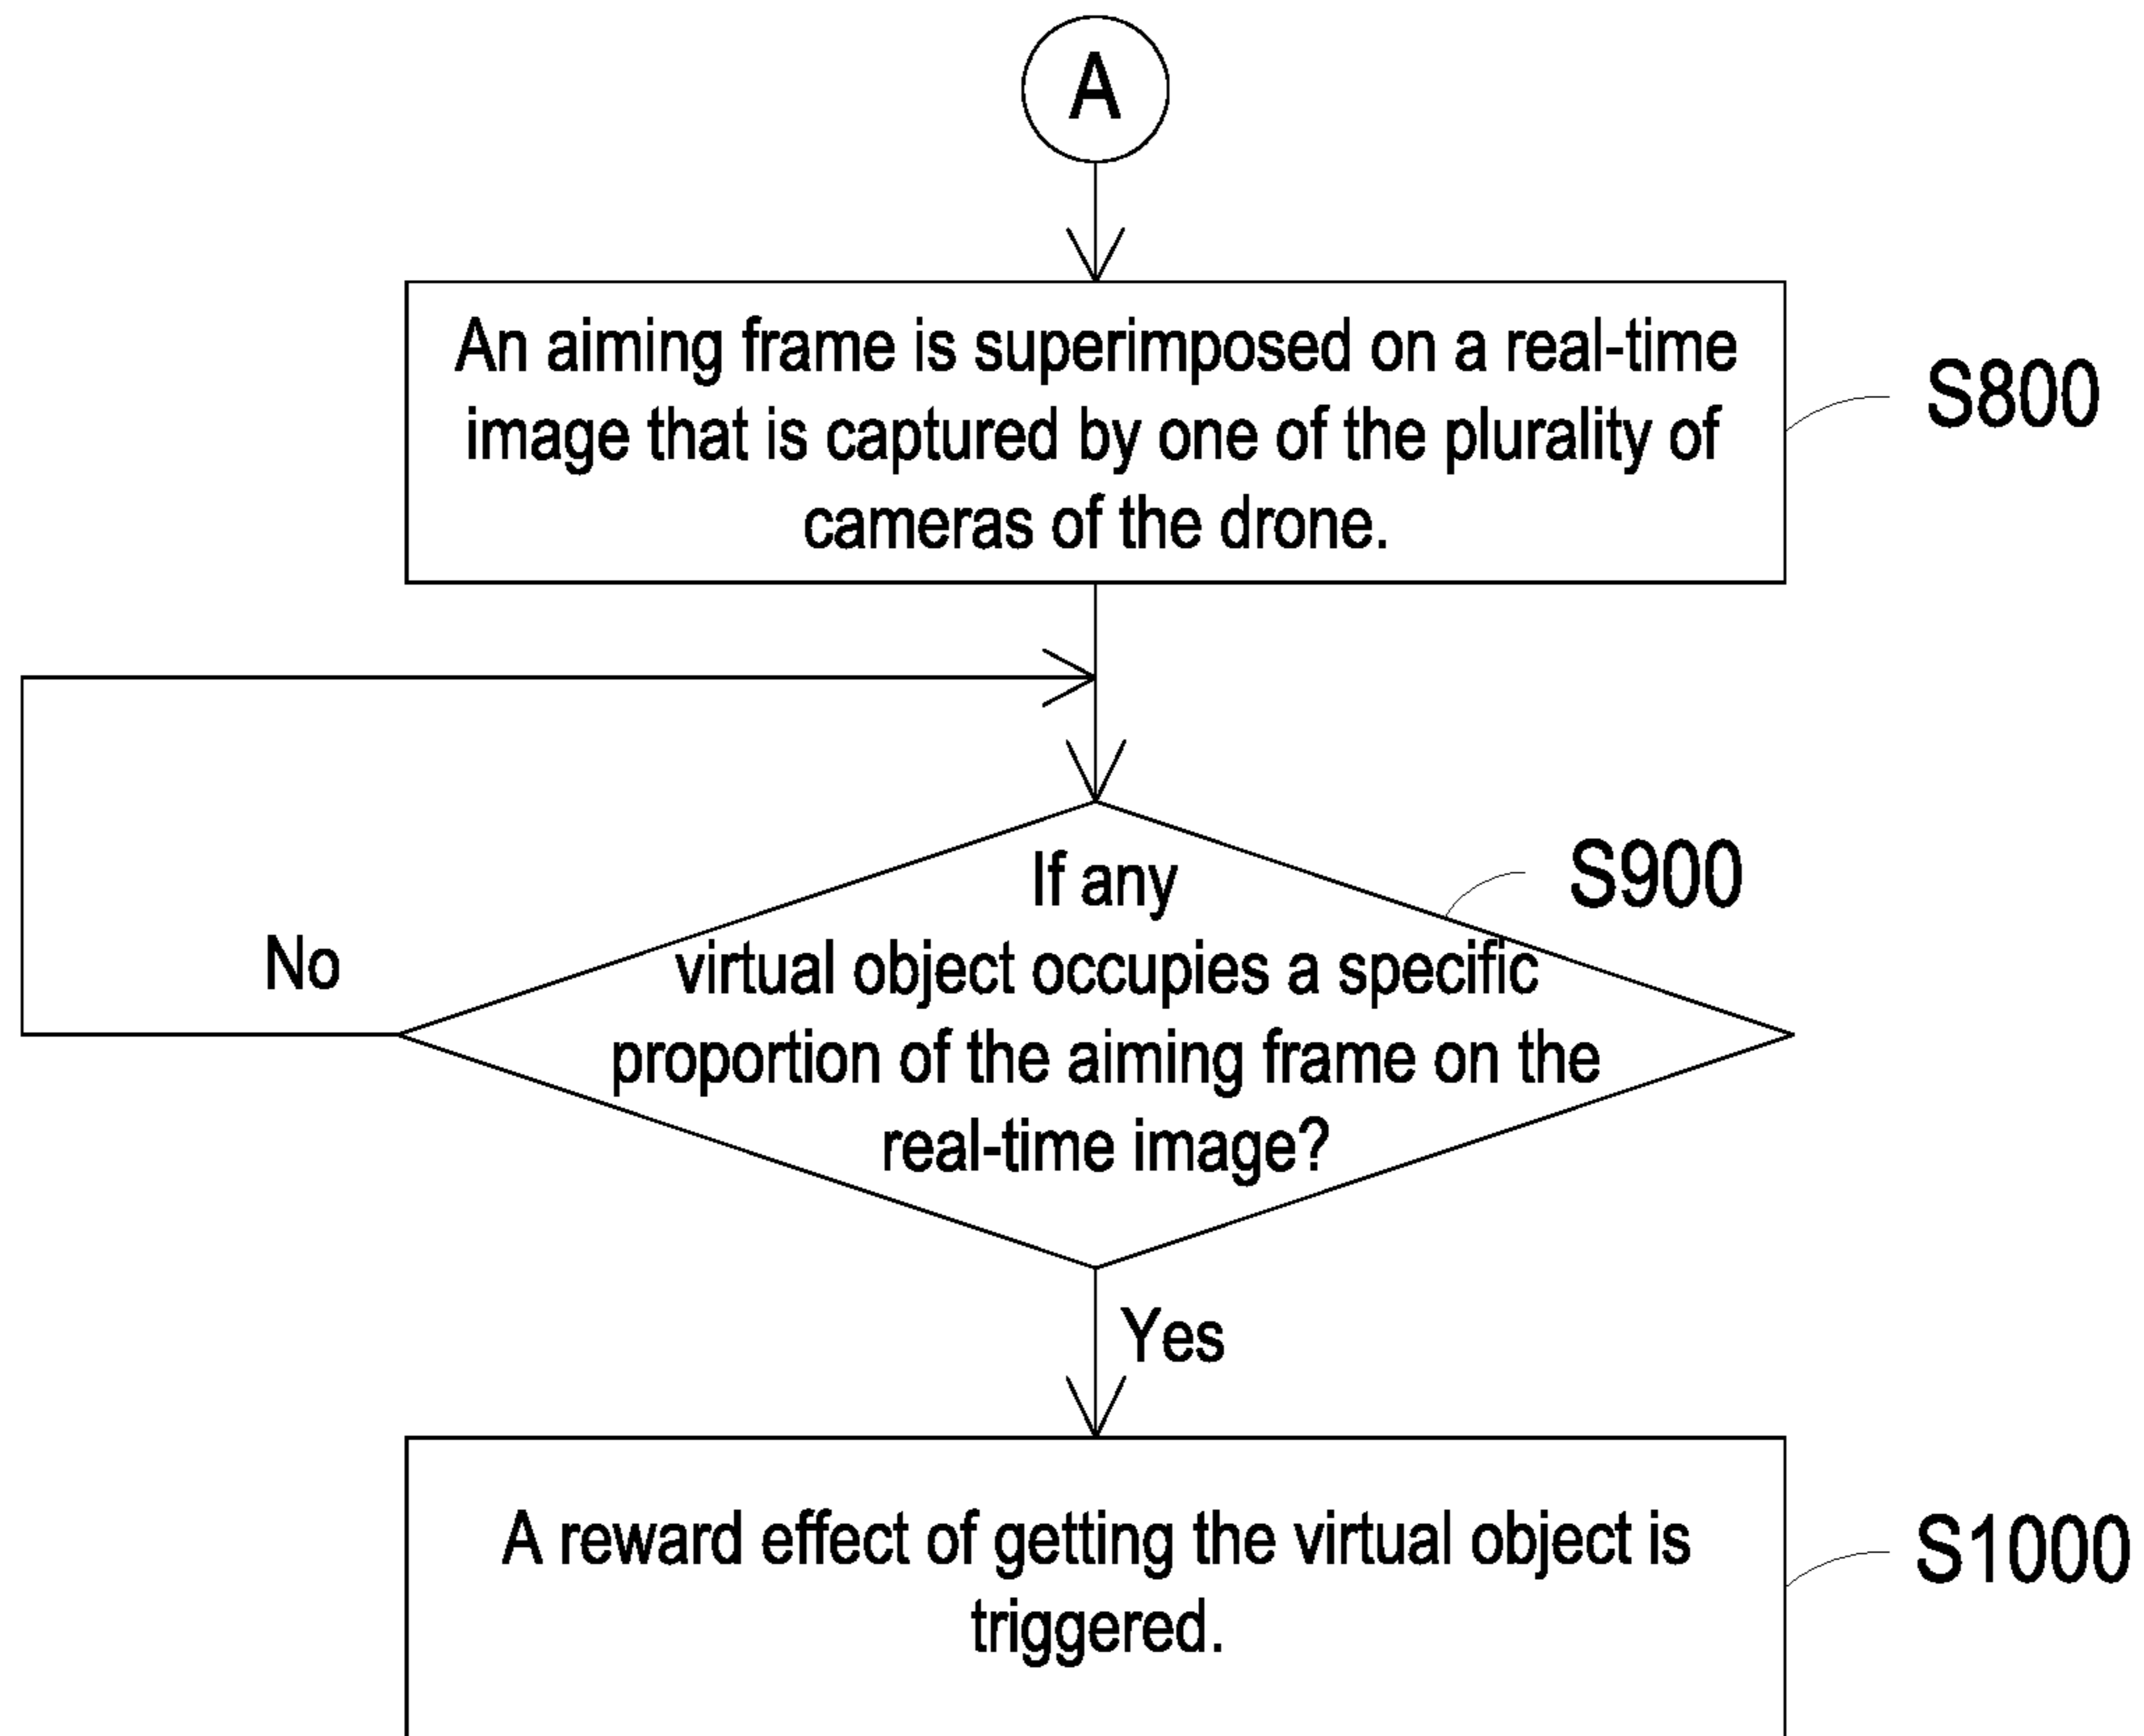 A
An aiming frame is superimposed on a real-time
image that is captured by one of the plurality of
cameras of the drone.
S800
If any
S900
virtual object occupies a specific
No
proportion of the aiming frame on the
real-time image?
Yes
A reward effect of getting the virtual object is
S1000
triggered.